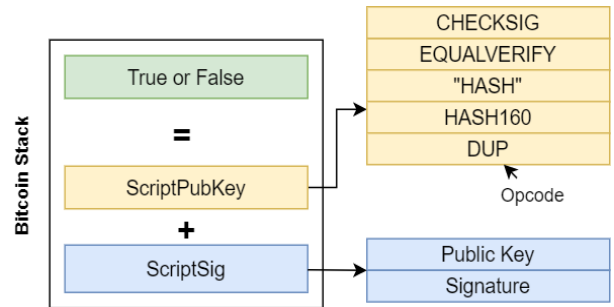 Bitcoin Stack
True or False
=
ScriptPubKey
+
ScriptSig
CHECKSIG
EQUALVERIFY
"HASH"
HASH160
DUP
Opcode
Public Key
Signature